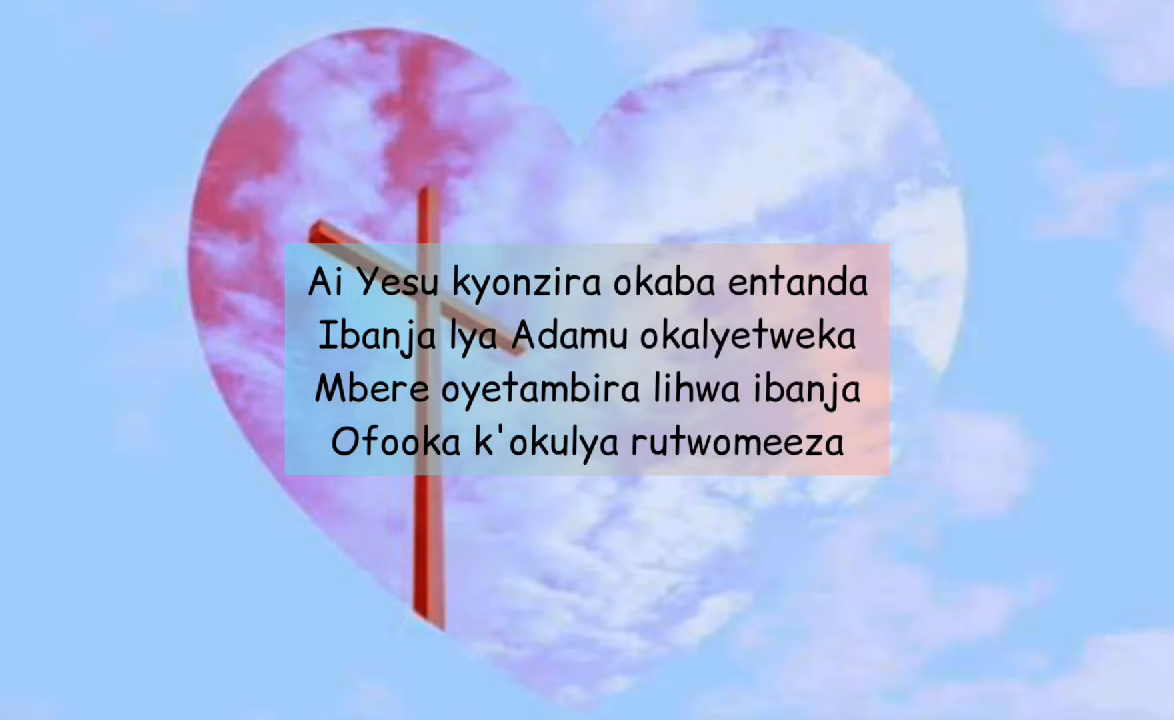 Ai Yesu kyonzira okaba entanda
Ibanja lya Adamu okalyetweka
Mbere oyetambira lihwa ibanja
Ofooka k'okulya rutwomeeza